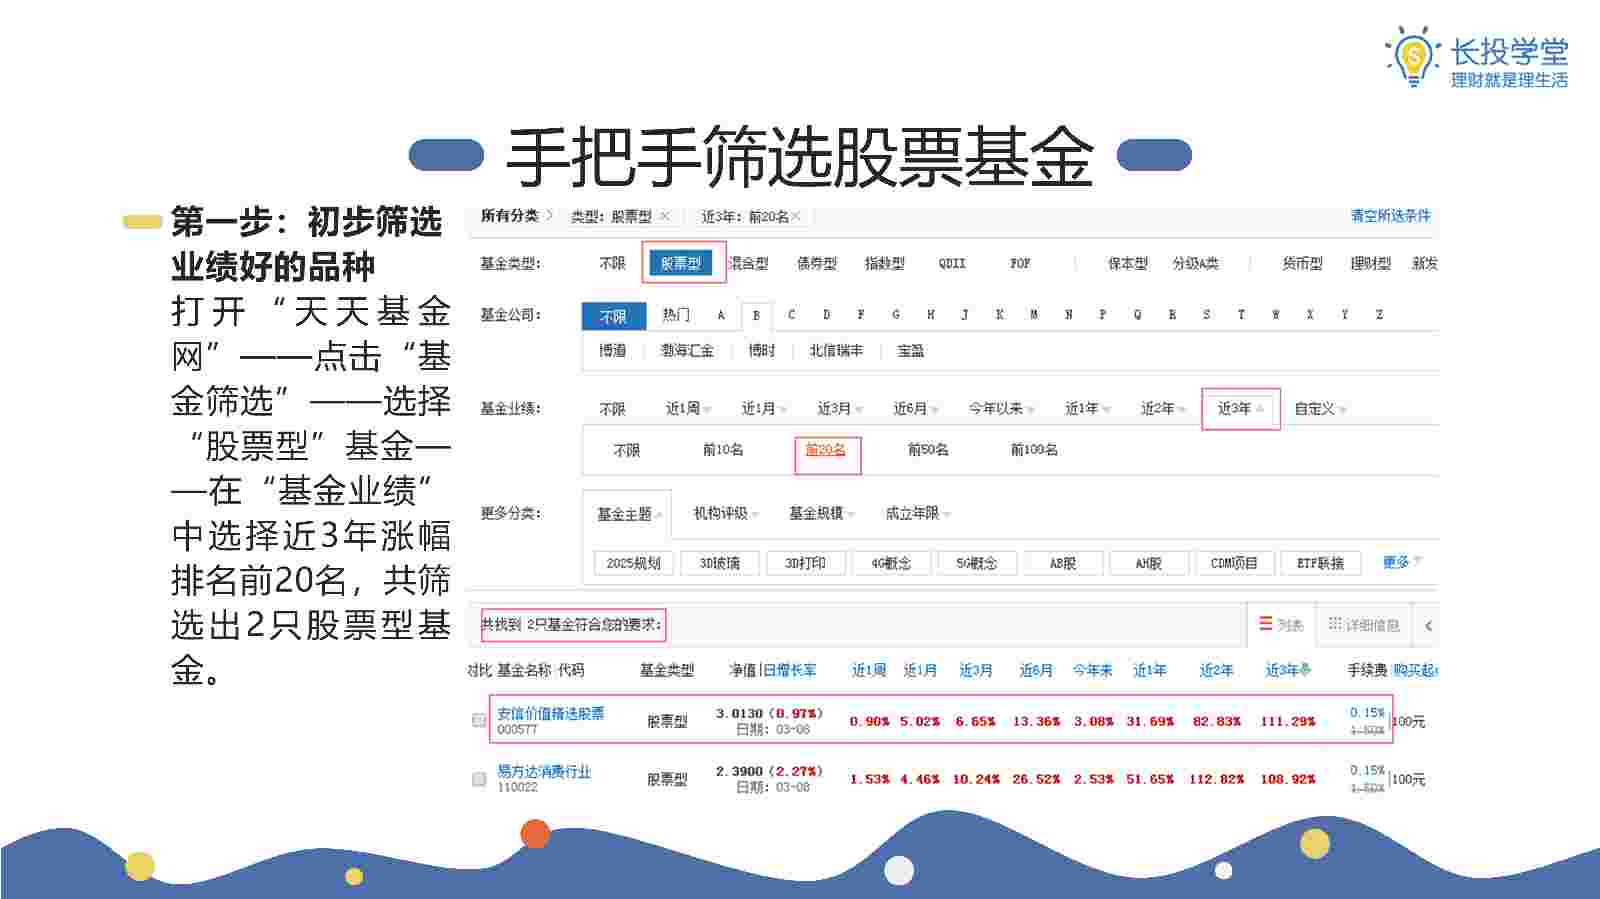 长投学堂
理财就是理生活
手把手筛选股票基金
第一步：初步筛选
业绩好的品种
打开“天天基金
网”——点击“基
金筛选”——选择
“股票型”基金—
—在“基金业绩”
中选择近3年涨幅
排名前20名，共筛
选出2只股票型基
金。
所有分类 > 类型：股票型 × 近3年：前20名× 清空所选条件
基金类型： 不限 股票型 混合型 债券型 指数型 QDII FOF | 保本型 分级A类 | 货币型 理财型 新发
基金公司： 不限 热门 A B C D F G H J K M N P Q R S T W X Y Z
博道 渤海汇金 博时 北信瑞丰 宝盈
基金业绩： 不限 近1周 近1月 近3月 近6月 今年以来 近1年 近2年 近3年 自定义
不限 前10名 前20名 前50名 前100名
更多分类： 基金主题 机构评级 基金规模 成立年限
2025规划 3D玻璃 3D打印 4G概念 5G概念 AB股 AH股 CDM项目 ETF联接 更多
共找到 2只基金符合您的要求： 列表 详细信息 <
对比 基金名称 代码 基金类型 净值|日增长率 近1周 近1月 近3月 近6月 今年来 近1年 近2年 近3年 手续费 购买起
安信价值精选股票 股票型 3.0130（0.97%） 0.90% 5.02% 6.65% 13.36% 3.08% 31.69% 82.83% 111.29% 0.15% 100元
000577 日期：03-08 1.50%
易方达消费行业 股票型 2.3900（2.27%） 1.53% 4.46% 10.24% 26.52% 2.53% 51.65% 112.82% 108.92% 0.15% 100元
110022 日期：03-08 1.50%